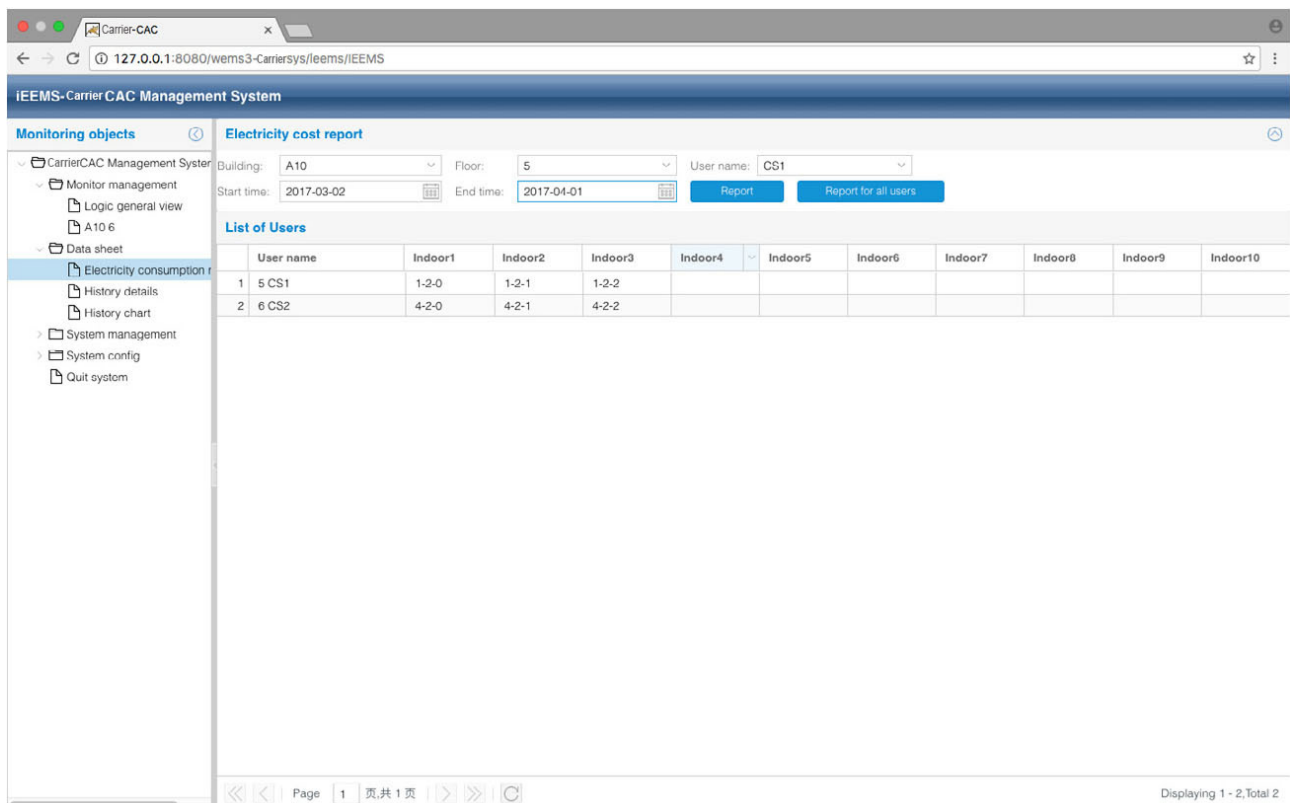 Carrier-CAC
127.0.0.1:8080/wems3-Carriersys/Ieems/IEEMS
iEEMS-Carrier CAC Management System
Monitoring objects
CarrierCAC Management Syster
Monitor management
Logic general view
A10 6
Data sheet
Electricity consumption r
History details
History chart
System management
System config
Quit system
Electricity cost report
Building: A10 Floor: 5 User name: CS1
Start time: 2017-03-02 End time: 2017-04-01 Report Report for all users
List of Users
User name Indoor1 Indoor2 Indoor3 Indoor4 Indoor5 Indoor6 Indoor7 Indoor8 Indoor9 Indoor10
1 5 CS1 1-2-0 1-2-1 1-2-2
2 6 CS2 4-2-0 4-2-1 4-2-2
Page 1 页,共 1 页 Displaying 1 - 2,Total 2